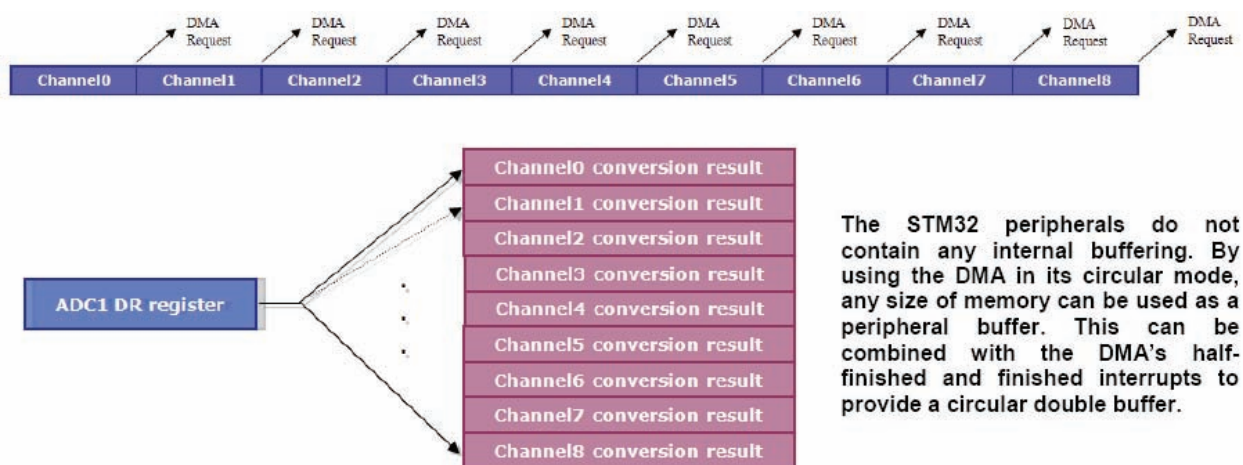 DMA Request
DMA Request
DMA Request
DMA Request
DMA Request
DMA Request
DMA Request
DMA Request
DMA Request
Channel0 Channel1 Channel2 Channel3 Channel4 Channel5 Channel6 Channel7 Channel8
ADC1 DR register
Channel0 conversion result
Channel1 conversion result
Channel2 conversion result
Channel3 conversion result
Channel4 conversion result
Channel5 conversion result
Channel6 conversion result
Channel7 conversion result
Channel8 conversion result
The STM32 peripherals do not
contain any internal buffering. By
using the DMA in its circular mode,
any size of memory can be used as a
peripheral buffer. This can be
combined with the DMA's half-
finished and finished interrupts to
provide a circular double buffer.